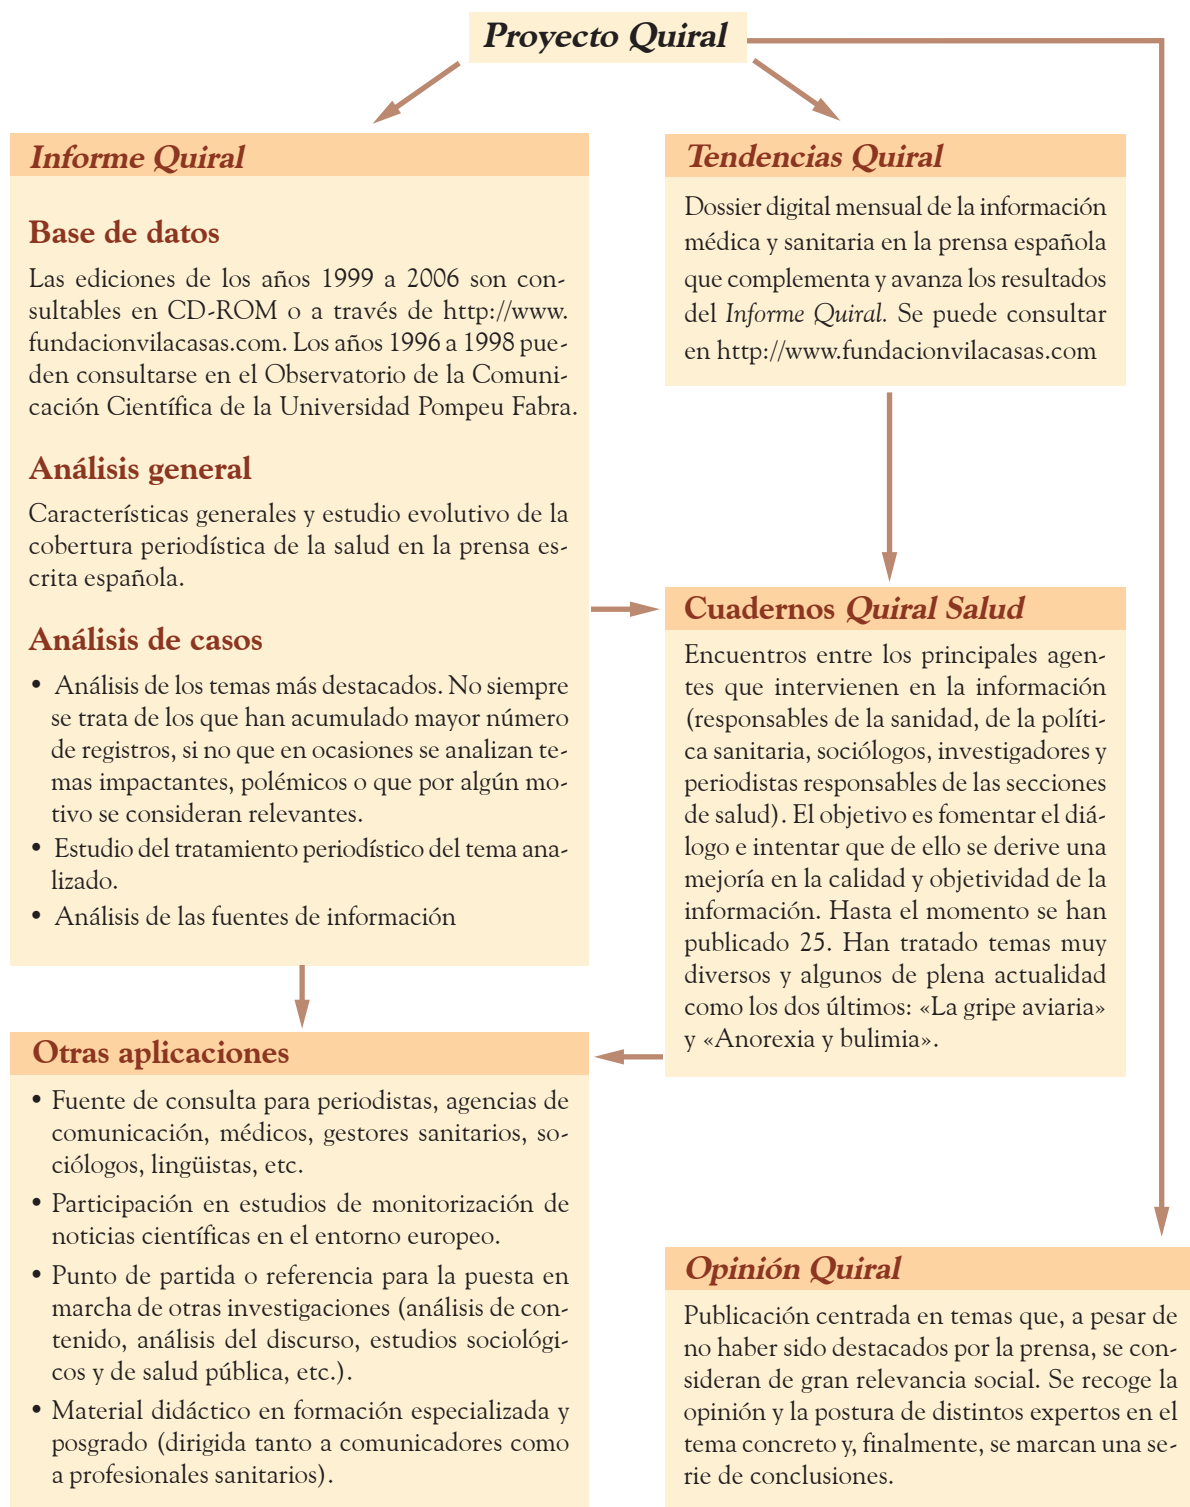 Proyecto Quiral
Informe Quiral
Base de datos
Las ediciones de los años 1999 a 2006 son con-
sultables en CD-ROM o a través de http://www.
fundacionvilacasas.com. Los años 1996 a 1998 pue-
den consultarse en el Observatorio de la Comuni-
cación Científica de la Universidad Pompeu Fabra.
Análisis general
Características generales y estudio evolutivo de la
cobertura periodística de la salud en la prensa es-
crita española.
Análisis de casos
• Análisis de los temas más destacados. No siempre
se trata de los que han acumulado mayor número
de registros, si no que en ocasiones se analizan te-
mas impactantes, polémicos o que por algún mo-
tivo se consideran relevantes.
• Estudio del tratamiento periodístico del tema ana-
lizado.
• Análisis de las fuentes de información
Tendencias Quiral
Dossier digital mensual de la información
médica y sanitaria en la prensa española
que complementa y avanza los resultados
del Informe Quiral. Se puede consultar
en http://www.fundacionvilacasas.com
Cuadernos Quiral Salud
Encuentros entre los principales agen-
tes que intervienen en la información
(responsables de la sanidad, de la políti-
ca sanitaria, sociólogos, investigadores y
periodistas responsables de las secciones
de salud). El objetivo es fomentar el diá-
logo e intentar que de ello se derive una
mejoría en la calidad y objetividad de la
información. Hasta el momento se han
publicado 25. Han tratado temas muy
diversos y algunos de plena actualidad
como los dos últimos: «La gripe aviaria»
y «Anorexia y bulimia».
Otras aplicaciones
• Fuente de consulta para periodistas, agencias de
comunicación, médicos, gestores sanitarios, so-
ciólogos, lingüistas, etc.
• Participación en estudios de monitorización de
noticias científicas en el entorno europeo.
• Punto de partida o referencia para la puesta en
marcha de otras investigaciones (análisis de con-
tenido, análisis del discurso, estudios sociológi-
cos y de salud pública, etc.).
• Material didáctico en formación especializada y
posgrado (dirigida tanto a comunicadores como
a profesionales sanitarios).
Opinión Quiral
Publicación centrada en temas que, a pesar de
no haber sido destacados por la prensa, se con-
sideran de gran relevancia social. Se recoge la
opinión y la postura de distintos expertos en el
tema concreto y, finalmente, se marcan una se-
rie de conclusiones.